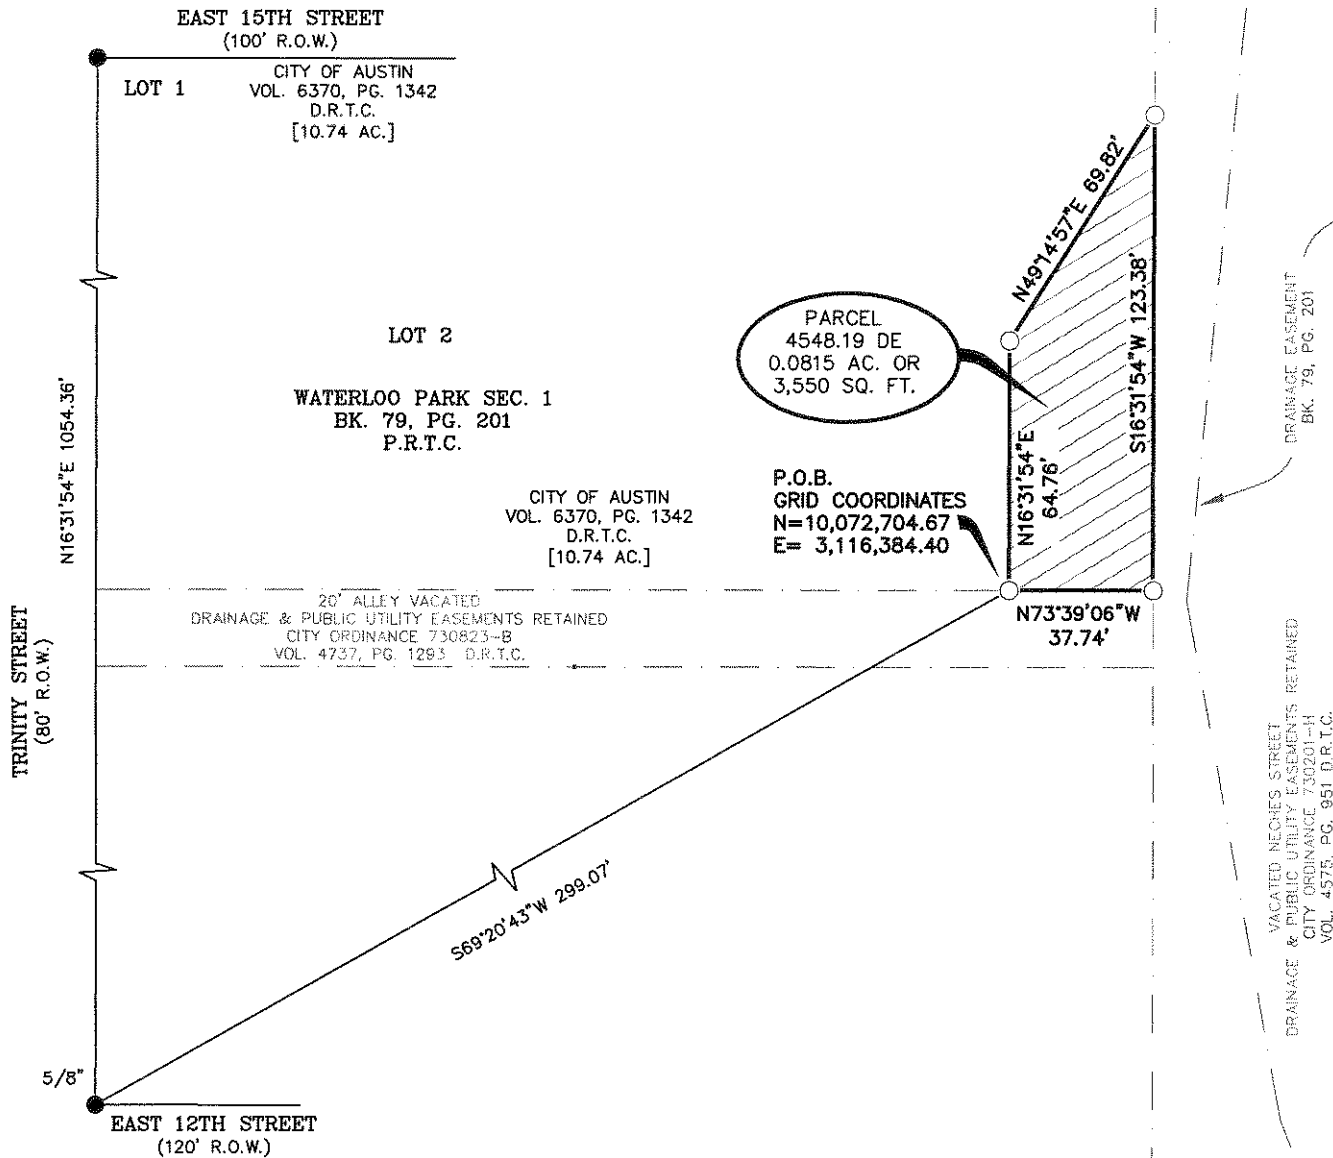 EAST 15TH STREET
(100' R.O.W.)
LOT 1
CITY OF AUSTIN
VOL. 6370, PG. 1342
D.R.T.C.
[10.74 AC.]
N49°14'57"E 69.82'
S16°31'54"W 123.38'
DRAINAGE EASEMENT
BK. 79, PG. 201
PARCEL
4548.19 DE
0.0815 AC. OR
3,550 SQ. FT.
LOT 2
WATERLOO PARK SEC. 1
BK. 79, PG. 201
P.R.T.C.
N16°31'54"E 1054.36'
N16°31'54"E
64.76'
P.O.B.
GRID COORDINATES
N=10,072,704.67
E= 3,116,384.40
CITY OF AUSTIN
VOL. 6370, PG. 1342
D.R.T.C.
[10.74 AC.]
20' ALLEY VACATED
DRAINAGE & PUBLIC UTILITY EASEMENTS RETAINED
CITY ORDINANCE 730823-B
VOL. 4737, PG. 1293 D.R.T.C.
N73°39'06"W
37.74'
TRINITY STREET
(80' R.O.W.)
VACATED NECHES STREET
DRAINAGE & PUBLIC UTILITY EASEMENTS RETAINED
CITY ORDINANCE 730201-H
VOL. 4575, PG. 951 D.R.T.C.
S69°20'43"W 299.07'
5/8"
EAST 12TH STREET
(120' R.O.W.)